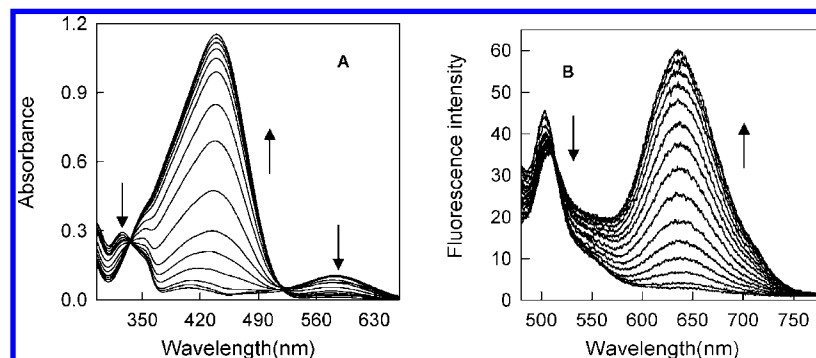 A
Absorbance
1.2
0.9
0.6
0.3
0.0
350 420 490 560 630
Wavelength(nm)
B
Fluorescence intensity
60
50
40
30
20
10
0
500 550 600 650 700 750
Wavelength(nm)